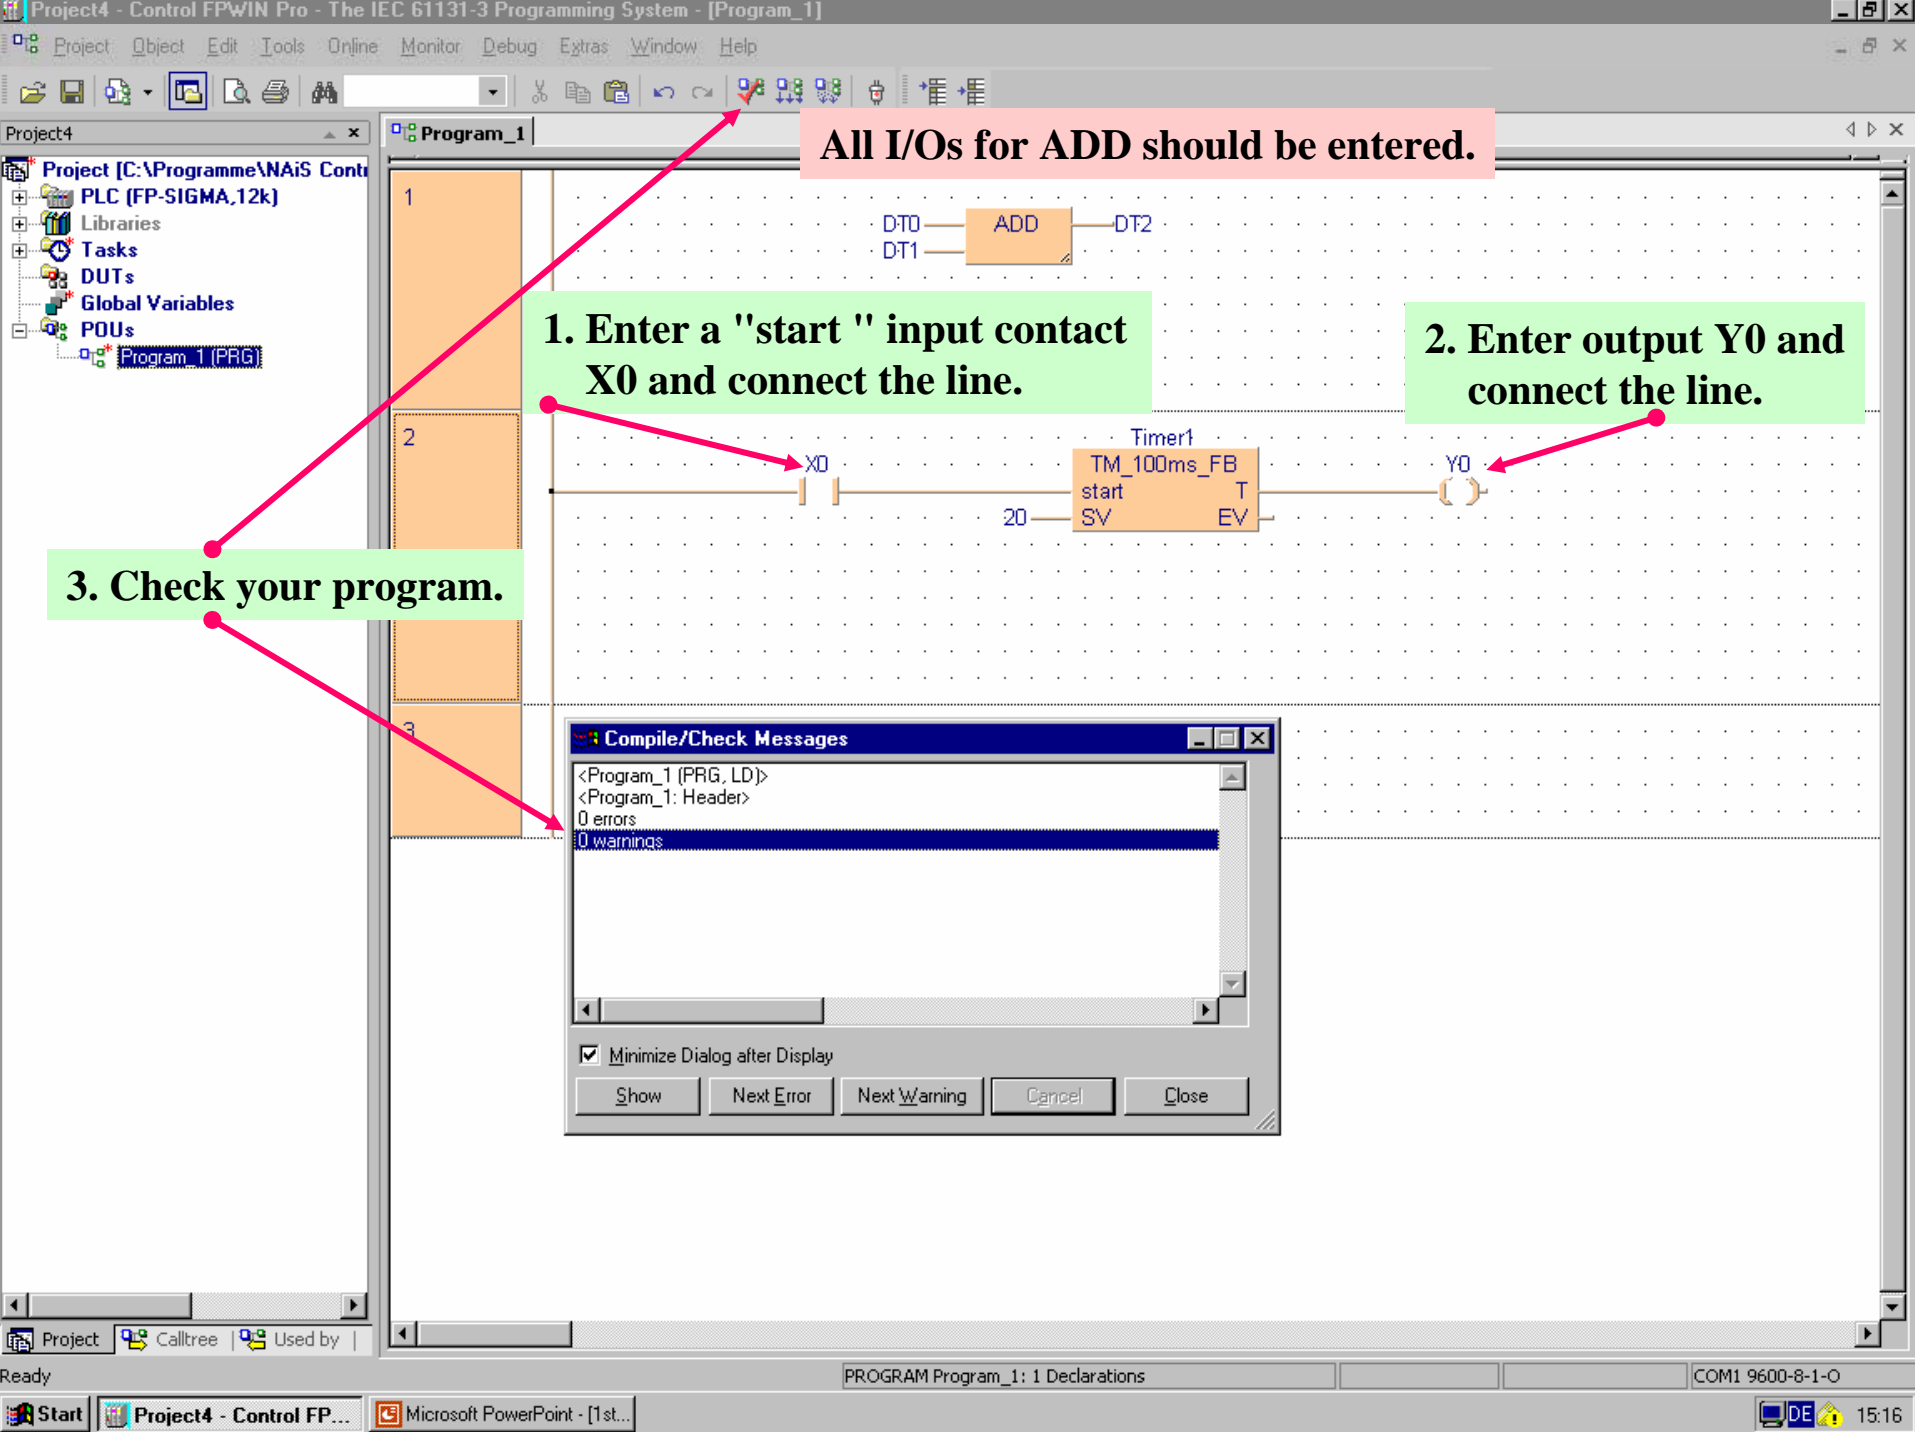 Project4 - Control FPWIN Pro - The IEC 61131-3 Programming System - [Program_1]
Project Object Edit Tools Online Monitor Debug Extras Window Help
Project4
Program_1
All I/Os for ADD should be entered.
Project [C:\Programme\NAiS Contr
PLC (FP-SIGMA,12k)
Libraries
Tasks
DUTs
Global Variables
POUs
Program_1 (PRG)
1
DT0 ADD DT2
DT1
1. Enter a "start " input contact
X0 and connect the line.
2. Enter output Y0 and
connect the line.
2
Timer1
X0 TM_100ms_FB Y0
start T
20 SV EV
3. Check your program.
3
Compile/Check Messages
<Program_1 (PRG, LD)>
<Program_1: Header>
0 errors
0 warnings
Minimize Dialog after Display
Show Next Error Next Warning Cancel Close
Project Calltree Used by
Ready PROGRAM Program_1: 1 Declarations COM1 9600-8-1-O
Start Project4 - Control FP... Microsoft PowerPoint - [1st... DE 15:16